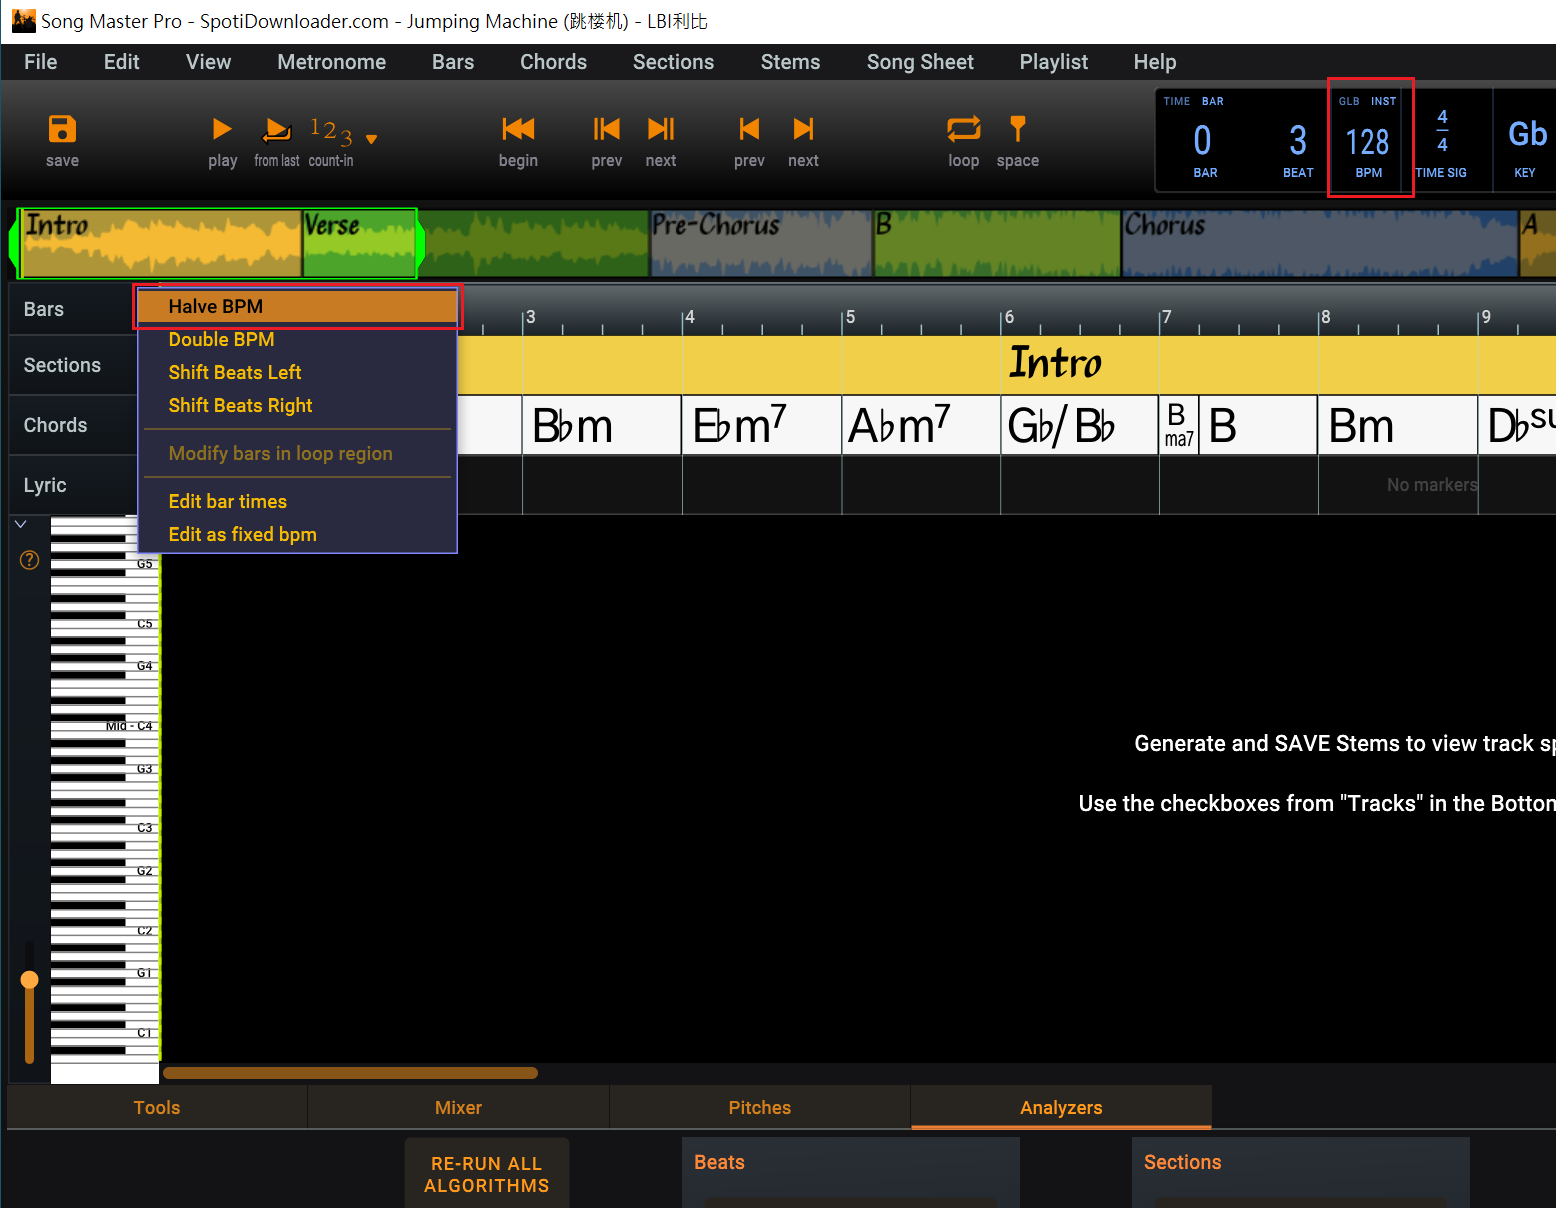 Song Master Pro - SpotiDownloader.com - Jumping Machine (跳楼机) - LBI利比
File Edit View Metronome Bars Chords Sections Stems Song Sheet Playlist Help
TIME BAR GLB INST
123
0 3 128 4/4 Gb
save play from last count-in begin prev next prev next loop space
BAR BEAT BPM TIME SIG KEY
Intro Verse Pre-Chorus B Chorus A
Bars
3 4 5 6 7 8 9
Halve BPM
Double BPM
Shift Beats Left
Shift Beats Right
Modify bars in loop region
Edit bar times
Edit as fixed bpm
Sections
Intro
Chords
B♭m E♭m7 A♭m7 G♭/B♭ Bma7 B Bm D♭su
Lyric
No markers
G5
C5
G4
Mid - C4
G3
C3
G2
C2
G1
C1
Generate and SAVE Stems to view track sp
Use the checkboxes from "Tracks" in the Bottom
Tools Mixer Pitches Analyzers
RE-RUN ALL
ALGORITHMS
Beats
Sections